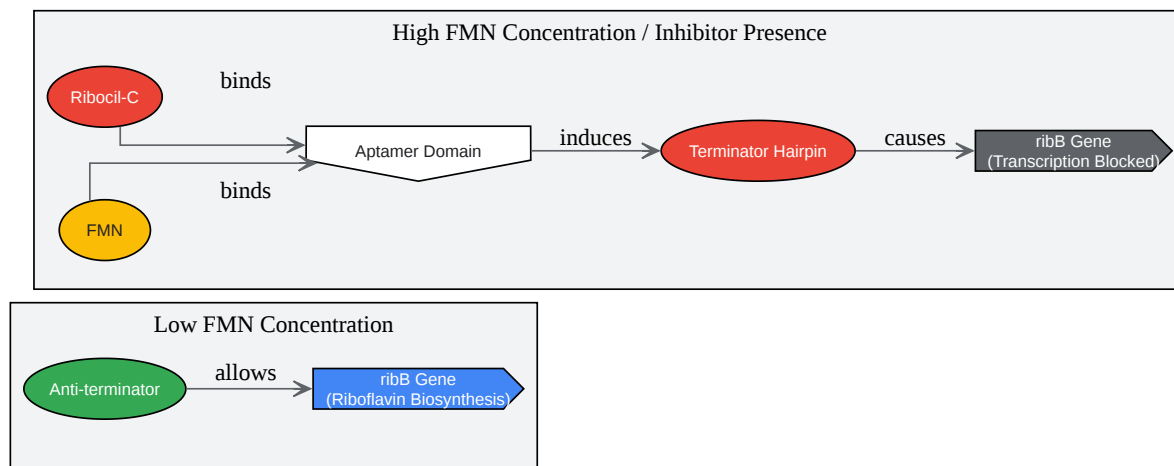 High FMN Concentration / Inhibitor Presence
binds
Ribocil-C
Aptamer Domain
induces
Terminator Hairpin
causes
ribB Gene
(Transcription Blocked)
binds
FMN
Low FMN Concentration
Anti-terminator
allows
ribB Gene
(Riboflavin Biosynthesis)